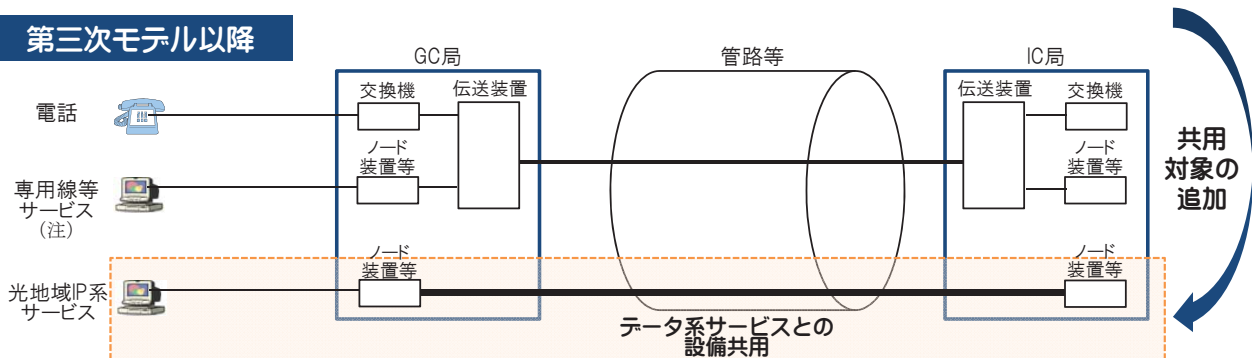 第三次モデル以降
GC局
管路等
IC局
交換機
伝送装置
伝送装置
交換機
電話
ノード
装置等
ノード
装置等
共用
対象の
追加
専用線等
サービス
（注）
ノード
装置等
ノード
装置等
光地域IP系
サービス
データ系サービスとの
設備共用